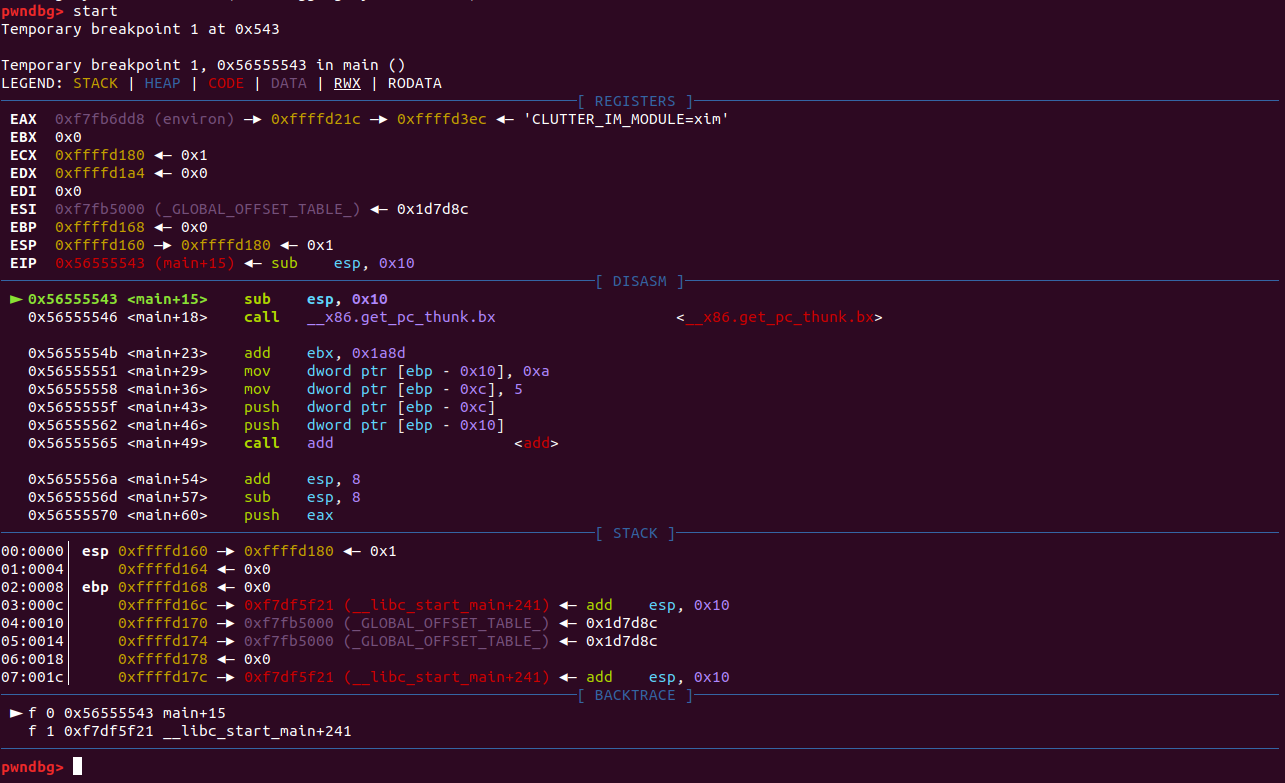 pwndbg> start
Temporary breakpoint 1 at 0x543
Temporary breakpoint 1, 0x56555543 in main ()
LEGEND: STACK | HEAP | CODE | DATA | RWX | RODATA
[ REGISTERS ]
EAX  0xf7fb6dd8 (environ) —▸ 0xffffd21c —▸ 0xffffd3ec ◂— 'CLUTTER_IM_MODULE=xim'
EBX  0x0
ECX  0xffffd180 ◂— 0x1
EDX  0xffffd1a4 ◂— 0x0
EDI  0x0
ESI  0xf7fb5000 (_GLOBAL_OFFSET_TABLE_) ◂— 0x1d7d8c
EBP  0xffffd168 ◂— 0x0
ESP  0xffffd160 —▸ 0xffffd180 ◂— 0x1
EIP  0x56555543 (main+15) ◂— sub    esp, 0x10
[ DISASM ]
► 0x56555543 <main+15>    sub    esp, 0x10
0x56555546 <main+18>    call   __x86.get_pc_thunk.bx                    <__x86.get_pc_thunk.bx>
0x5655554b <main+23>    add    ebx, 0x1a8d
0x56555551 <main+29>    mov    dword ptr [ebp - 0x10], 0xa
0x56555558 <main+36>    mov    dword ptr [ebp - 0xc], 5
0x5655555f <main+43>    push   dword ptr [ebp - 0xc]
0x56555562 <main+46>    push   dword ptr [ebp - 0x10]
0x56555565 <main+49>    call   add                    <add>
0x5655556a <main+54>    add    esp, 8
0x5655556d <main+57>    sub    esp, 8
0x56555570 <main+60>    push   eax
[ STACK ]
00:0000│ esp 0xffffd160 —▸ 0xffffd180 ◂— 0x1
01:0004│     0xffffd164 ◂— 0x0
02:0008│ ebp 0xffffd168 ◂— 0x0
03:000c│     0xffffd16c —▸ 0xf7df5f21 (__libc_start_main+241) ◂— add    esp, 0x10
04:0010│     0xffffd170 —▸ 0xf7fb5000 (_GLOBAL_OFFSET_TABLE_) ◂— 0x1d7d8c
05:0014│     0xffffd174 —▸ 0xf7fb5000 (_GLOBAL_OFFSET_TABLE_) ◂— 0x1d7d8c
06:0018│     0xffffd178 ◂— 0x0
07:001c│     0xffffd17c —▸ 0xf7df5f21 (__libc_start_main+241) ◂— add    esp, 0x10
[ BACKTRACE ]
► f 0 0x56555543 main+15
f 1 0xf7df5f21 __libc_start_main+241
pwndbg>